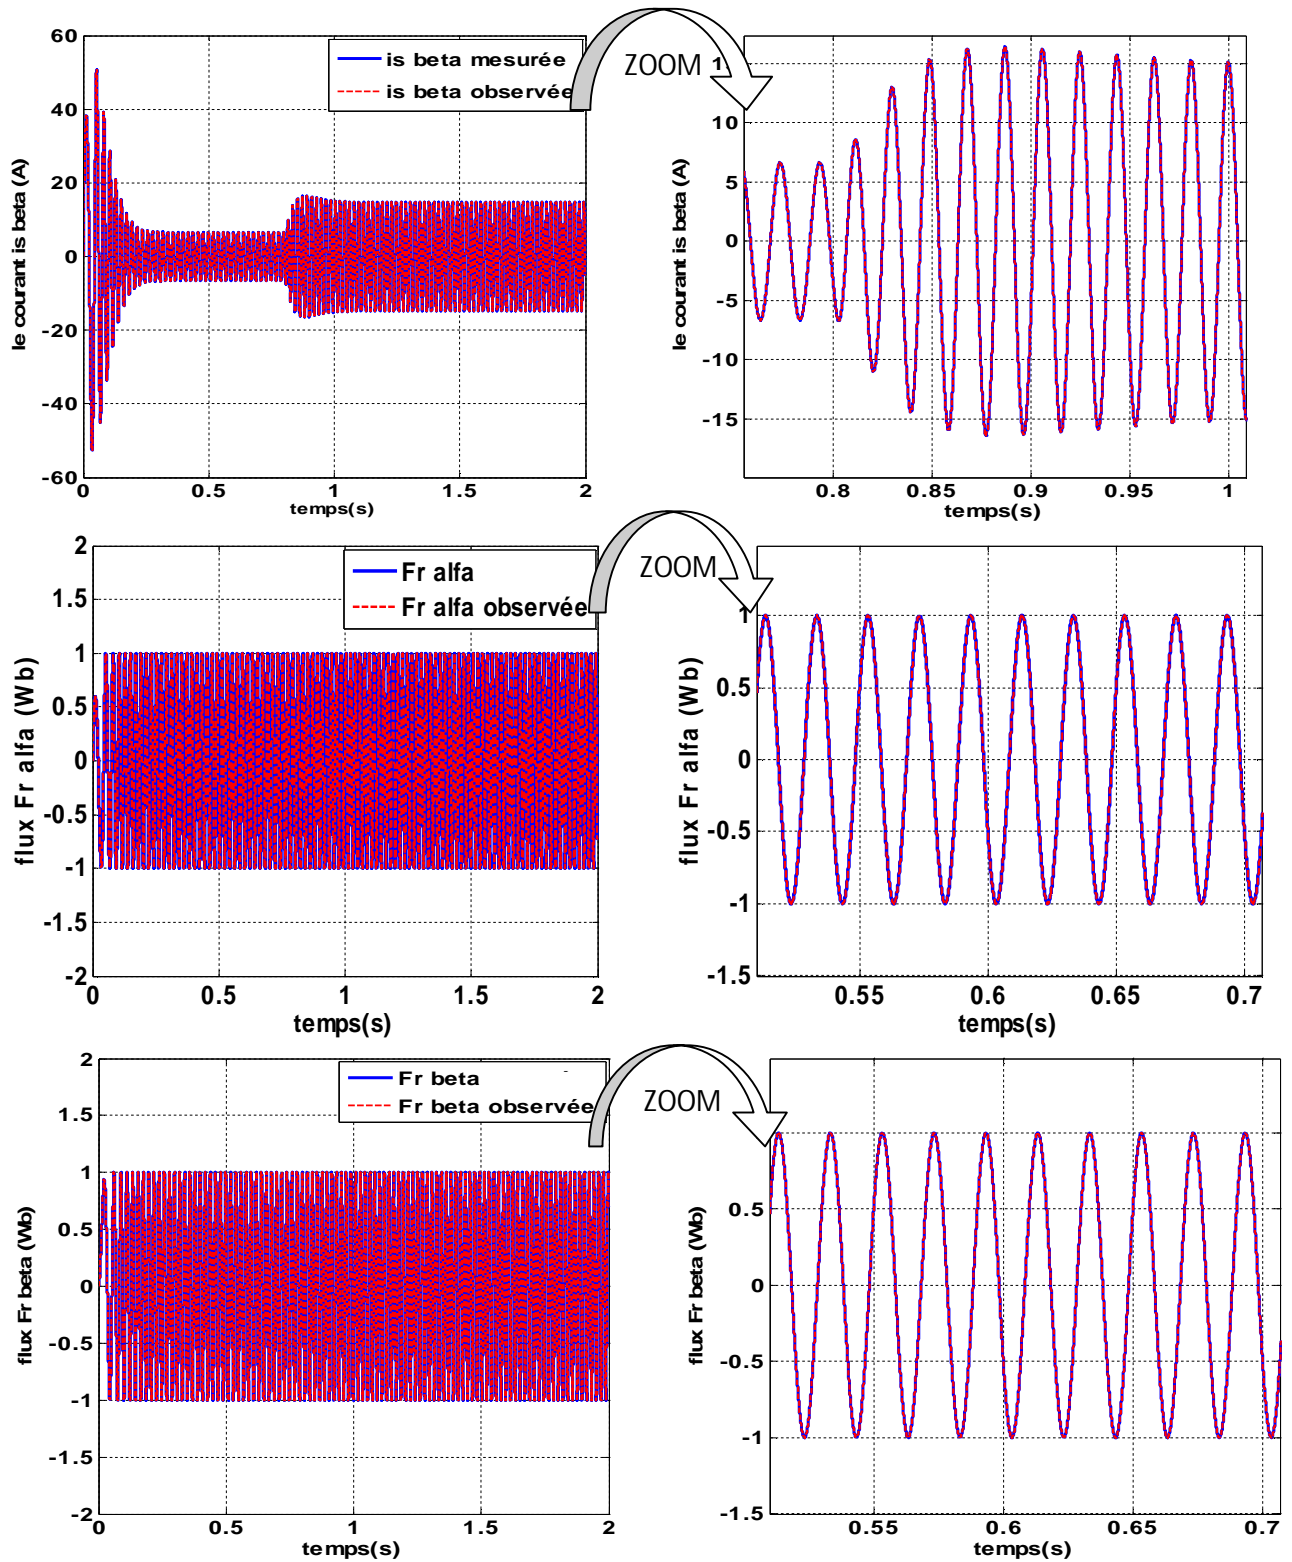 60
40
20
0
-20
-40
-60
le courant is beta (A)
is beta mesurée
is beta observée
0 0.5 1 1.5 2
temps(s)
ZOOM
10
5
0
-5
-10
-15
le courant is beta (A)
0.8 0.85 0.9 0.95 1
temps(s)
2
1.5
1
0.5
0
-0.5
-1
-1.5
-2
flux Fr alfa (Wb)
Fr alfa
Fr alfa observée
0 0.5 1 1.5 2
temps(s)
ZOOM
1
0.5
0
-0.5
-1
-1.5
flux Fr alfa (Wb)
0.55 0.6 0.65 0.7
temps(s)
2
1.5
1
0.5
0
-0.5
-1
-1.5
-2
flux Fr beta (Wb)
Fr beta
Fr beta observée
0 0.5 1 1.5 2
temps(s)
ZOOM
0.5
0
-0.5
-1
-1.5
flux Fr beta (Wb)
0.55 0.6 0.65 0.7
temps(s)